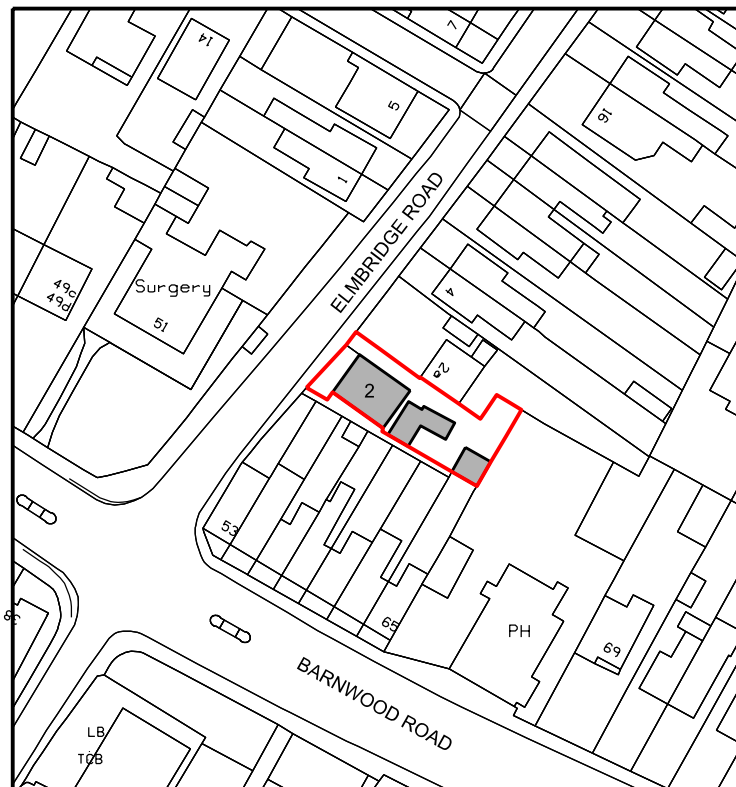 7
14
5
16
1
ELMBRIDGE ROAD
49c
49d
Surgery
51
4
2a
2
53
65
PH
69
38
BARNWOOD ROAD
LB
TCB